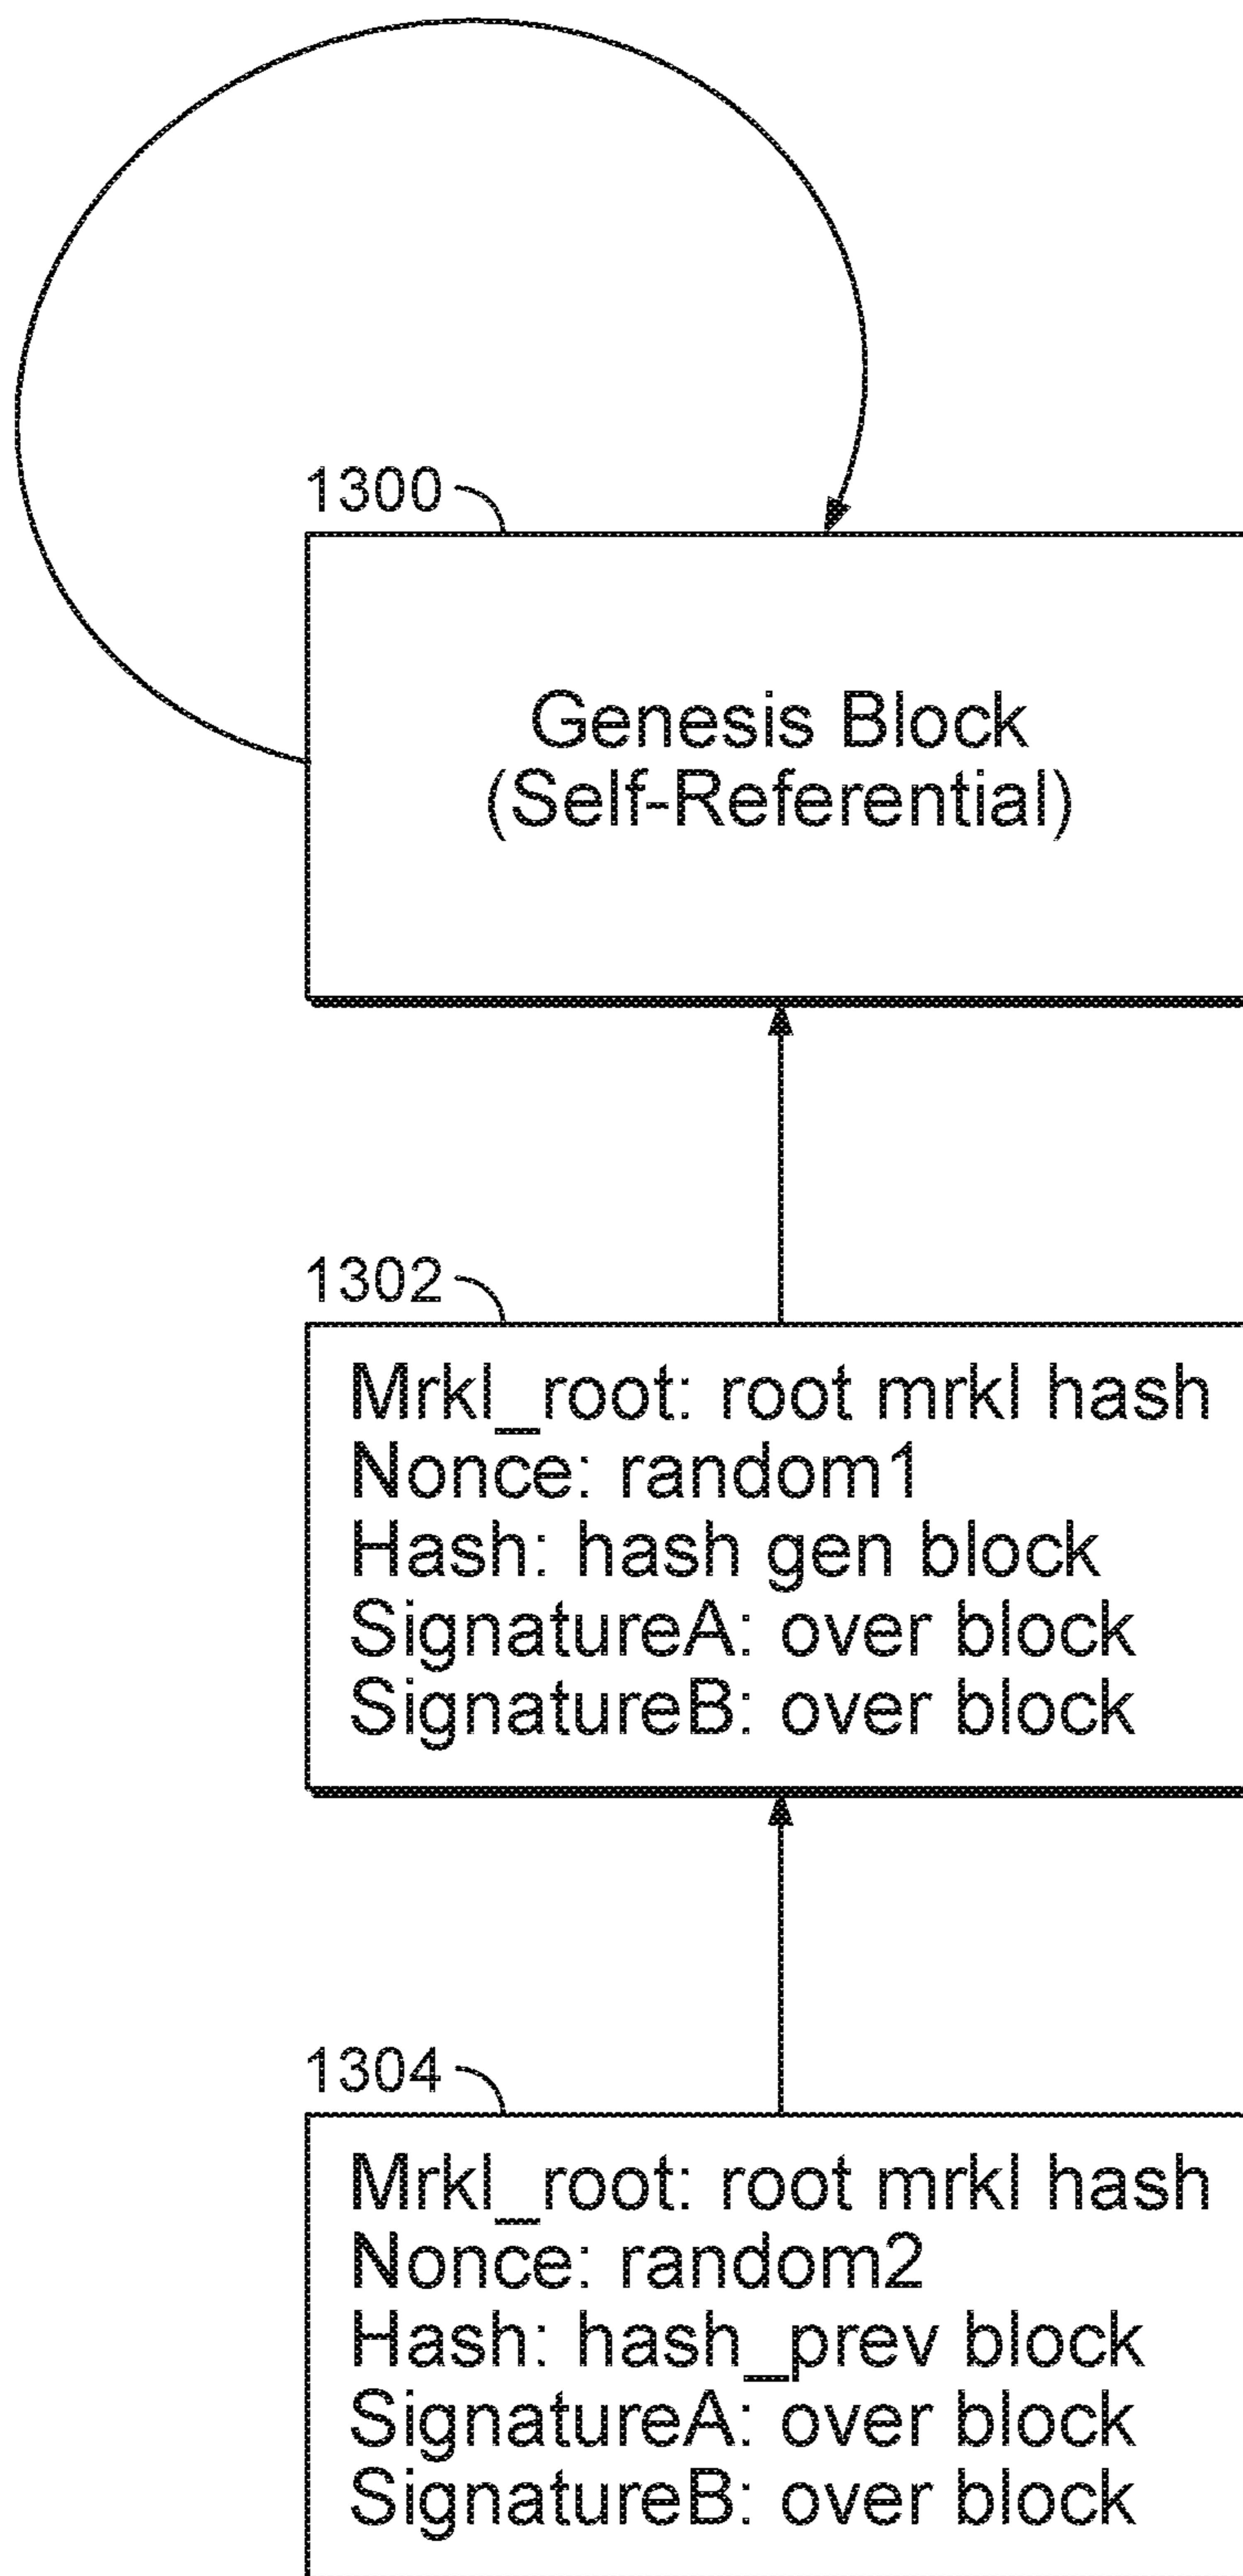 1300
Genesis Block
(Self-Referential)
1302
Mrkl_root: root mrkl hash
Nonce: random1
Hash: hash gen block
SignatureA: over block
SignatureB: over block
1304
Mrkl_root: root mrkl hash
Nonce: random2
Hash: hash_prev block
SignatureA: over block
SignatureB: over block